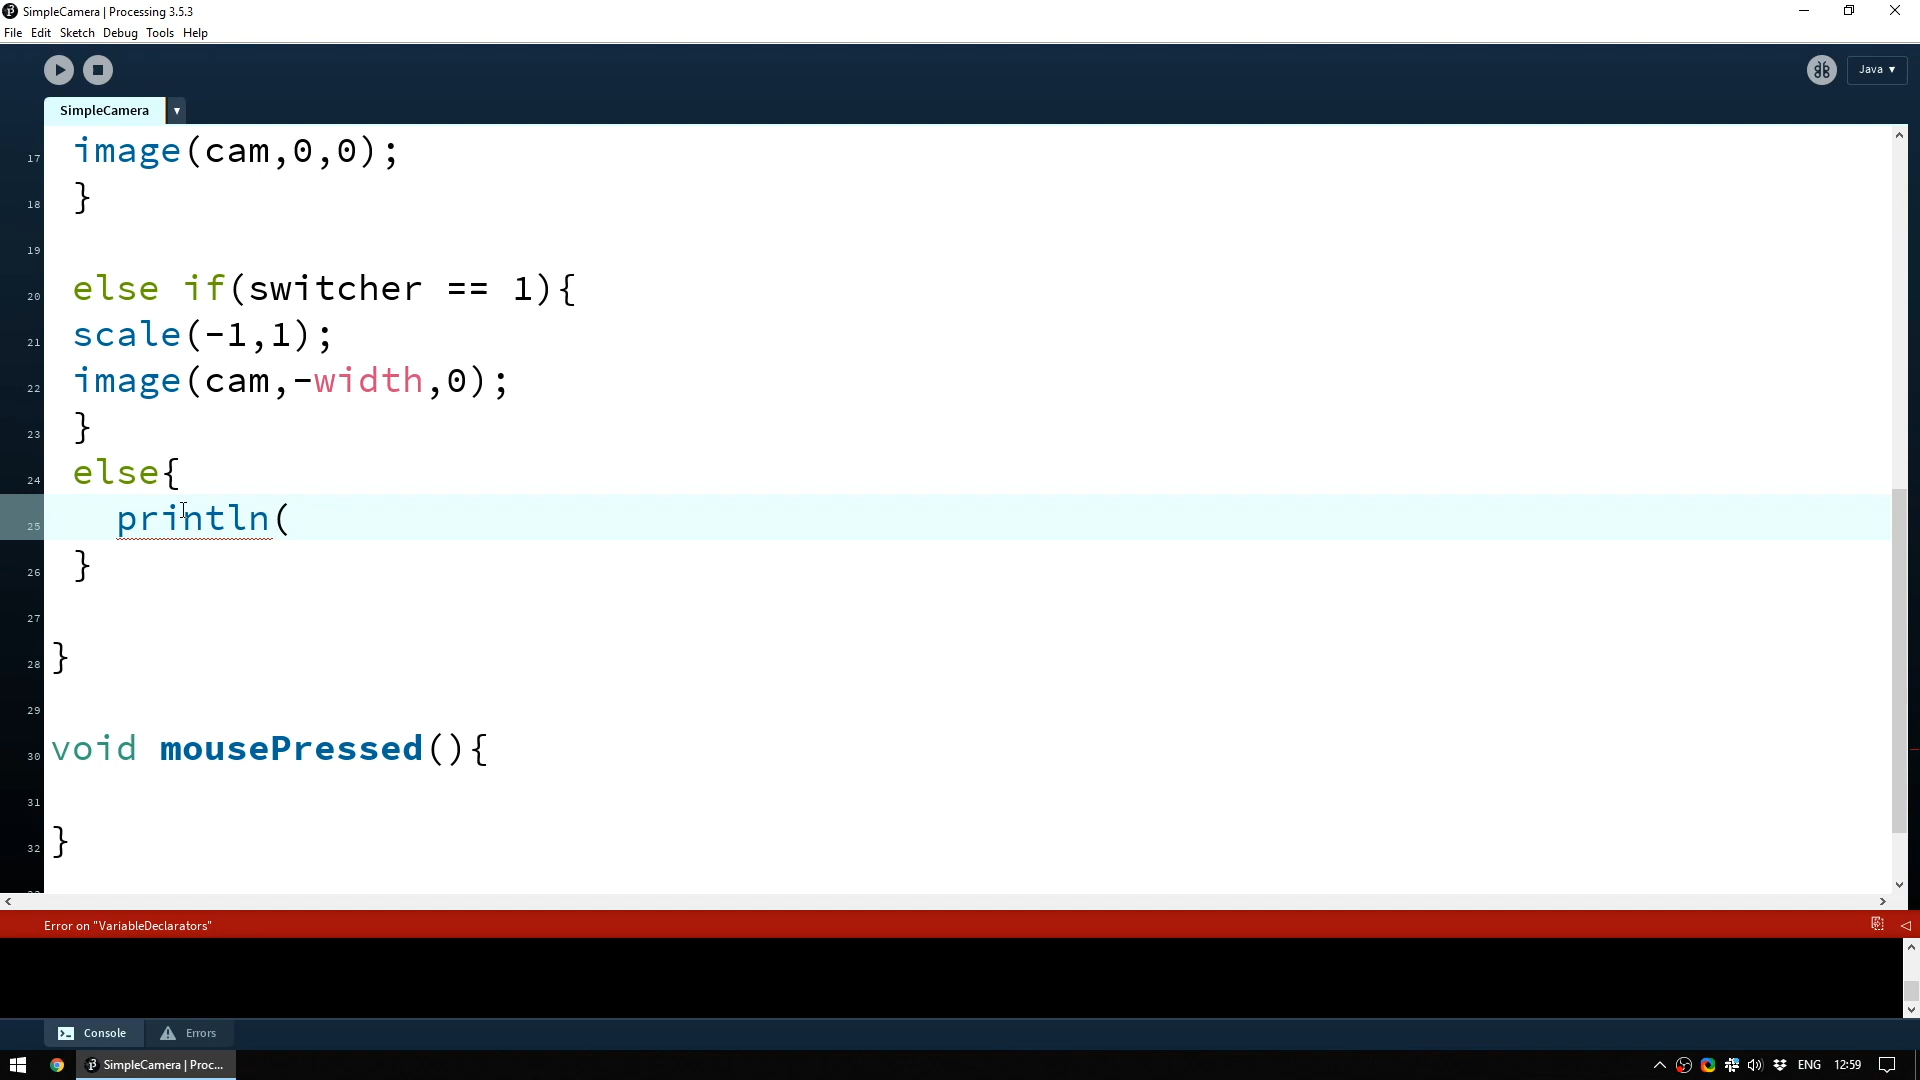 SimpleCamera | Processing 3.5.3
File Edit Sketch Debug Tools Help
Java ▾
SimpleCamera ▾
17 image(cam,0,0);
18 }
19
20 else if(switcher == 1){
21 scale(-1,1);
22 image(cam,-width,0);
23 }
24 else{
25 println(
26 }
27
28 }
29
30 void mousePressed(){
31
32 }
Error on "VariableDeclarators"
Console Errors
SimpleCamera | Proc... ENG 12:59